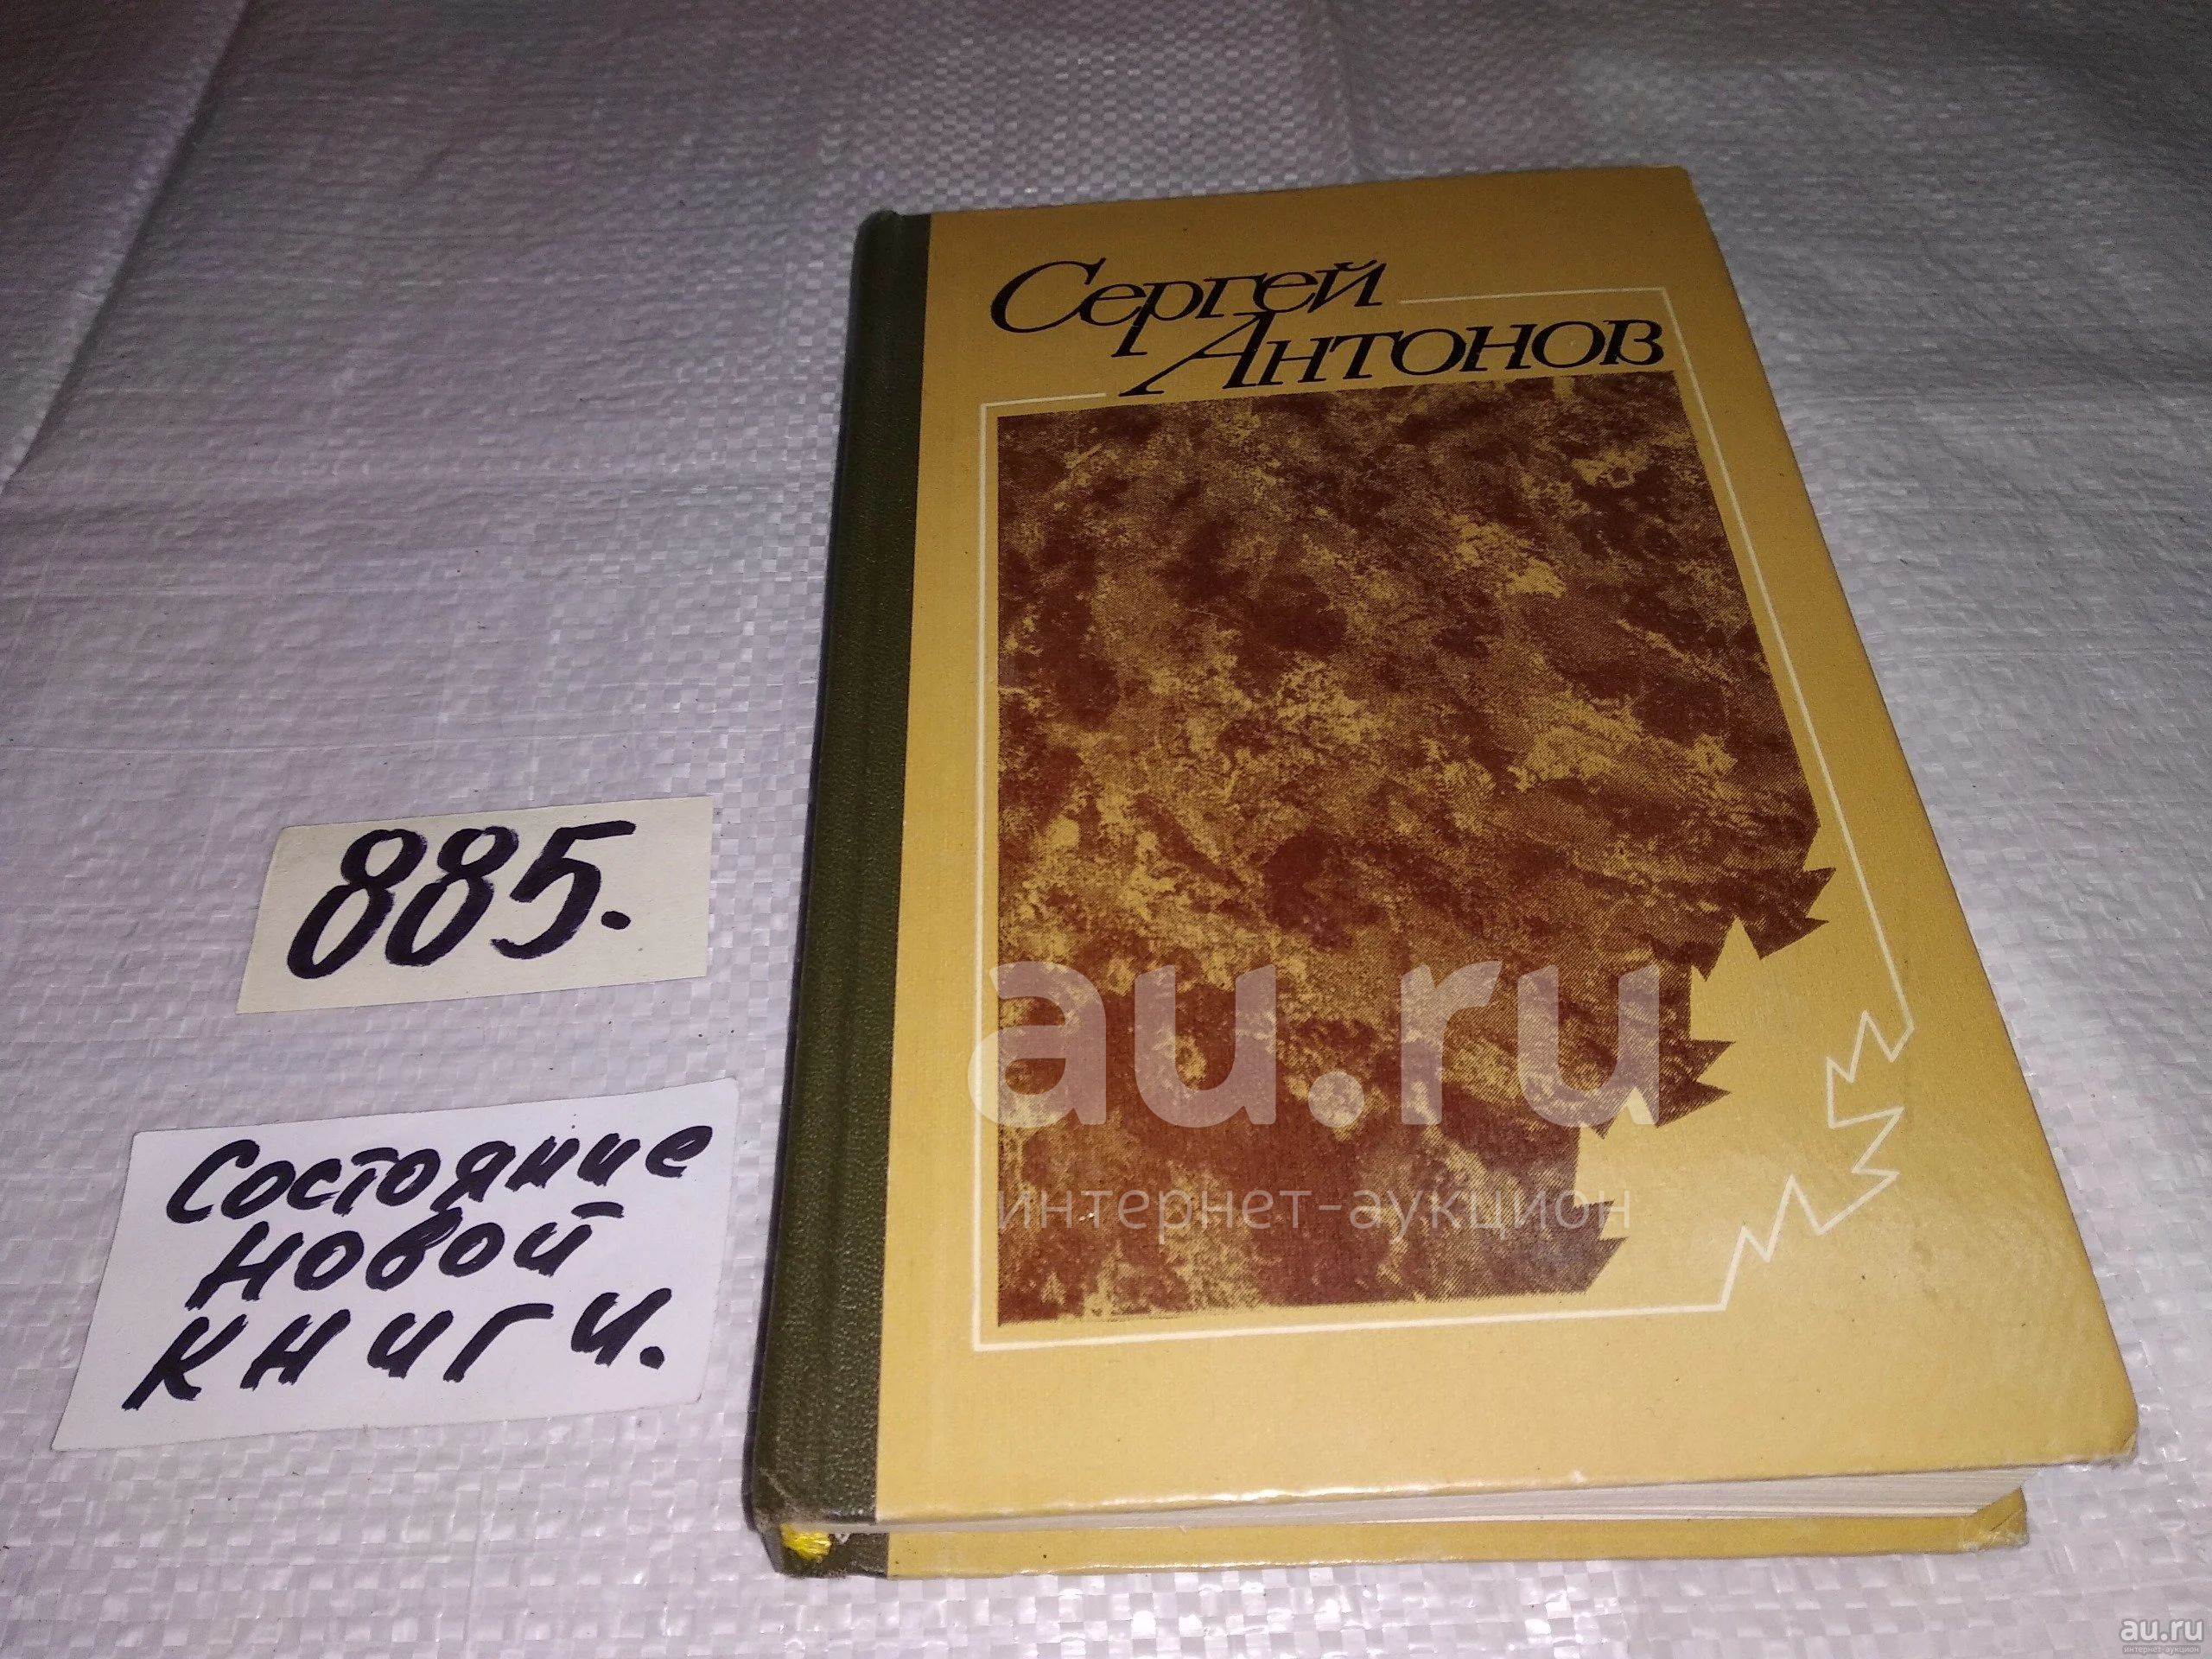 Сергей
Антонов
885.
Состояние
новой
книги.
au.ru
интернет-аукцион
au.ru
интернет-аукцион